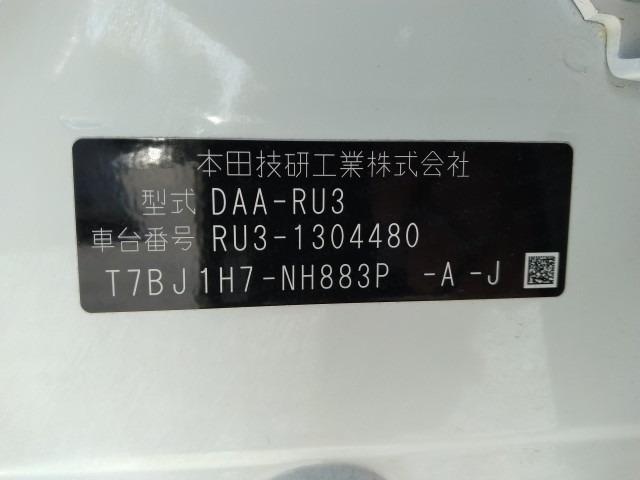 本田技研工業株式会社
型式 DAA-RU3
車台番号 RU3-1304480
T7BJ1H7-NH883P -A -J